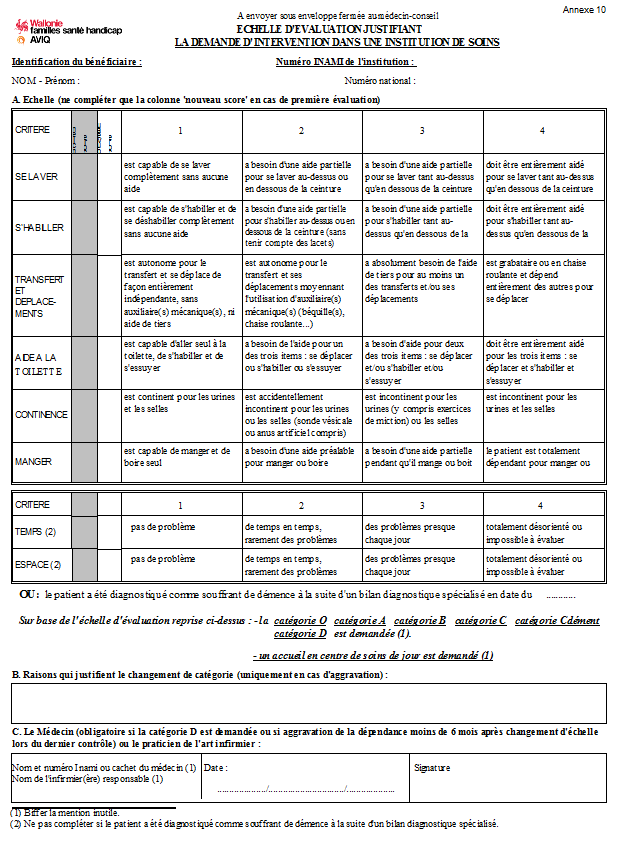 Annexe 10
Wallonie
familles santé handicap
AVIQ
A envoyer sous enveloppe fermée au médecin-conseil
ECHELLE D'EVALUATION JUSTIFIANT
LA DEMANDE D'INTERVENTION DANS UNE INSTITUTION DE SOINS
Identification du bénéficiaire : Numéro INAMI de l'institution :
NOM - Prénom : Numéro national :
A. Echelle (ne compléter que la colonne 'nouveau score' en cas de première évaluation)
CRITERE 1 2 3 4
SE LAVER
est capable de se laver
complètement sans aucune
aide
a besoin d'une aide partielle
pour se laver au-dessus ou
en dessous de la ceinture
a besoin d'une aide partielle
pour se laver tant au-dessus
qu'en dessous de la ceinture
doit être entièrement aidé
pour se laver tant au-dessus
qu'en dessous de la ceinture
S'HABILLER
est capable de s'habiller et de
se déshabiller complètement
sans aucune aide
a besoin d'une aide partielle
pour s'habiller au-dessus ou en
dessous de la ceinture (sans
tenir compte des lacets)
a besoin d'une aide partielle
pour s'habiller tant au-
dessus qu'en dessous de la
doit être entièrement aidé
pour s'habiller tant au-
dessus qu'en dessous de la
TRANSFERT
ET
DEPLACE-
MENTS
est autonome pour le
transfert et se déplace de
façon entièrement
indépendante, sans
auxiliaire(s) mécanique(s), ni
aide de tiers
est autonome pour le
transfert et ses
déplacements moyennant
l'utilisation d'auxiliaire(s)
mécanique(s) (béquille(s),
chaise roulante...)
a absolument besoin de l'aide
de tiers pour au moins un
des transferts et/ou ses
déplacements
est grabataire ou en chaise
roulante et dépend
entièrement des autres pour
se déplacer
AIDE A LA
TOILETTE
est capable d'aller seul à la
toilette, de s'habiller et de
s'essuyer
a besoin de l'aide pour un
des trois items : se déplacer
ou s'habiller ou s'essuyer
a besoin d'aide pour deux
des trois items : se déplacer
et/ou s'habiller et/ou
s'essuyer
doit être entièrement aidé
pour les trois items : se
déplacer et s'habiller et
s'essuyer
CONTINENCE
est continent pour les urines
et les selles
est accidentellement
incontinent pour les urines
ou les selles (sonde vésicale
ou anus artificiel compris)
est incontinent pour les
urines (y compris exercices
de miction) ou les selles
est incontinent pour les
urines et les selles
MANGER
est capable de manger et de
boire seul
a besoin d'une aide préalable
pour manger ou boire
a besoin d'une aide partielle
pendant qu'il mange ou boit
le patient est totalement
dépendant pour manger ou
CRITERE 1 2 3 4
TEMPS (2)
pas de problème
de temps en temps,
rarement des problèmes
des problèmes presque
chaque jour
totalement désorienté ou
impossible à évaluer
ESPACE (2)
pas de problème
de temps en temps,
rarement des problèmes
des problèmes presque
chaque jour
totalement désorienté ou
impossible à évaluer
OU : le patient a été diagnostiqué comme souffrant de démence à la suite d'un bilan diagnostique spécialisé en date du ...........
Sur base de l'échelle d'évaluation reprise ci-dessus : - la catégorie O catégorie A catégorie B catégorie C catégorie Cdément
catégorie D est demandée (1).
- un accueil en centre de soins de jour est demandé (1)
B. Raisons qui justifient le changement de catégorie (uniquement en cas d'aggravation) :
C. Le Médecin (obligatoire si la catégorie D est demandée ou si aggravation de la dépendance moins de 6 mois après changement d'échelle
lors du dernier contrôle) ou le praticien de l'art infirmier :
Nom et numéro Inami ou cachet du médecin (1)
Nom de l'infirmier(ère) responsable (1)
Date :
...................../................................/....................
Signature
(1) Biffer la mention inutile.
(2) Ne pas compléter si le patient a été diagnostiqué comme souffrant de démence à la suite d'un bilan diagnostique spécialisé.